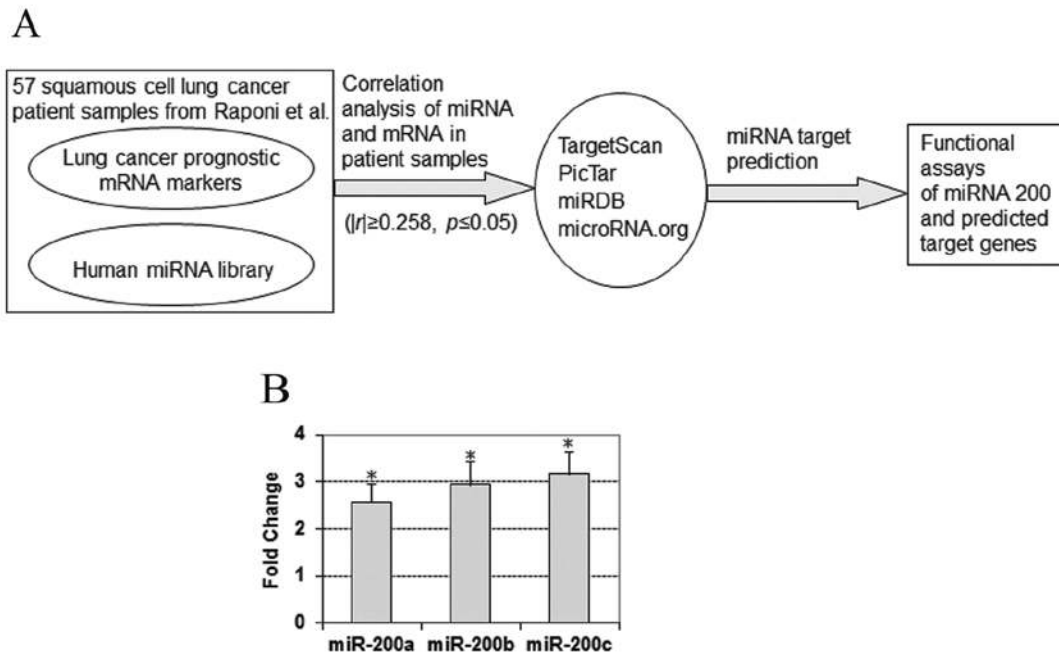 A
57 squamous cell lung cancer
patient samples from Raponi et al.
Lung cancer prognostic
mRNA markers
Human miRNA library
Correlation
analysis of miRNA
and mRNA in
patient samples
(|r|≥0.258, p≤0.05)
TargetScan
PicTar
miRDB
microRNA.org
miRNA target
prediction
Functional
assays
of miRNA 200
and predicted
target genes
B
Fold Change
4
3
2
1
0
*
*
*
miR-200a
miR-200b
miR-200c